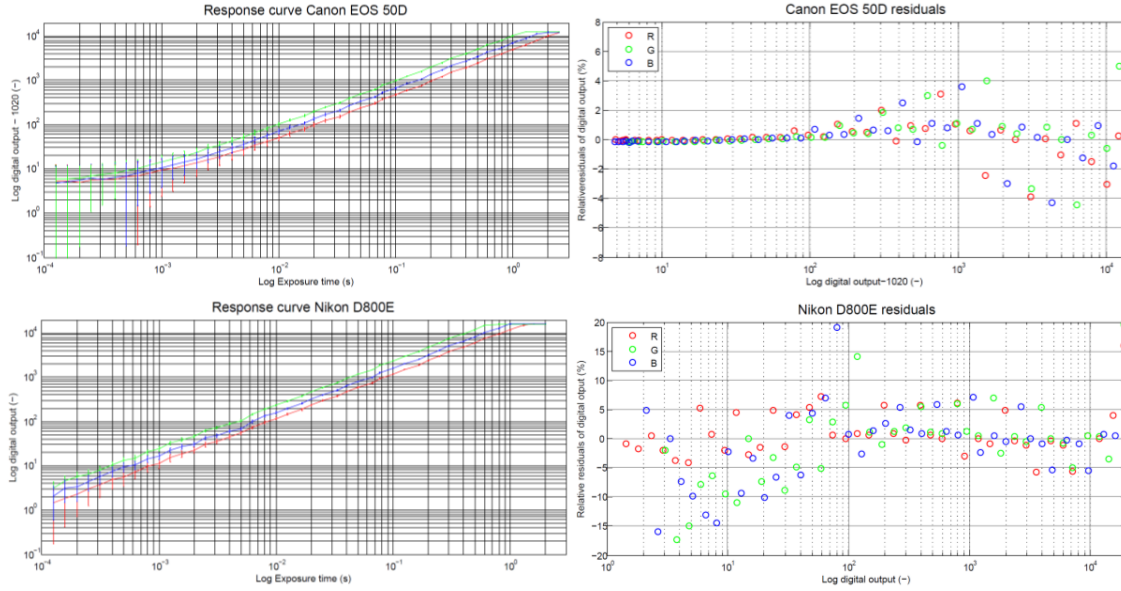 Response curve Canon EOS 50D
Log digital output − 1020 (−)
10^4
10^3
10^2
10^1
10^0
10^−1
10^−4
10^−3
10^−2
10^−1
10^0
Log Exposure time (s)
Canon EOS 50D residuals
Relativeresiduals of digital output (%)
8
6
4
2
0
−2
−4
−6
−8
R
G
B
10^1
10^2
10^3
10^4
Log digital output−1020 (−)
Response curve Nikon D800E
Log digital output (−)
10^4
10^3
10^2
10^1
10^0
10^−1
10^−4
10^−3
10^−2
10^−1
10^0
Log Exposure time (s)
Nikon D800E residuals
Relative residuals of digital otput (%)
20
15
10
5
0
−5
−10
−15
−20
R
G
B
10^0
10^1
10^2
10^3
10^4
Log digital output (−)